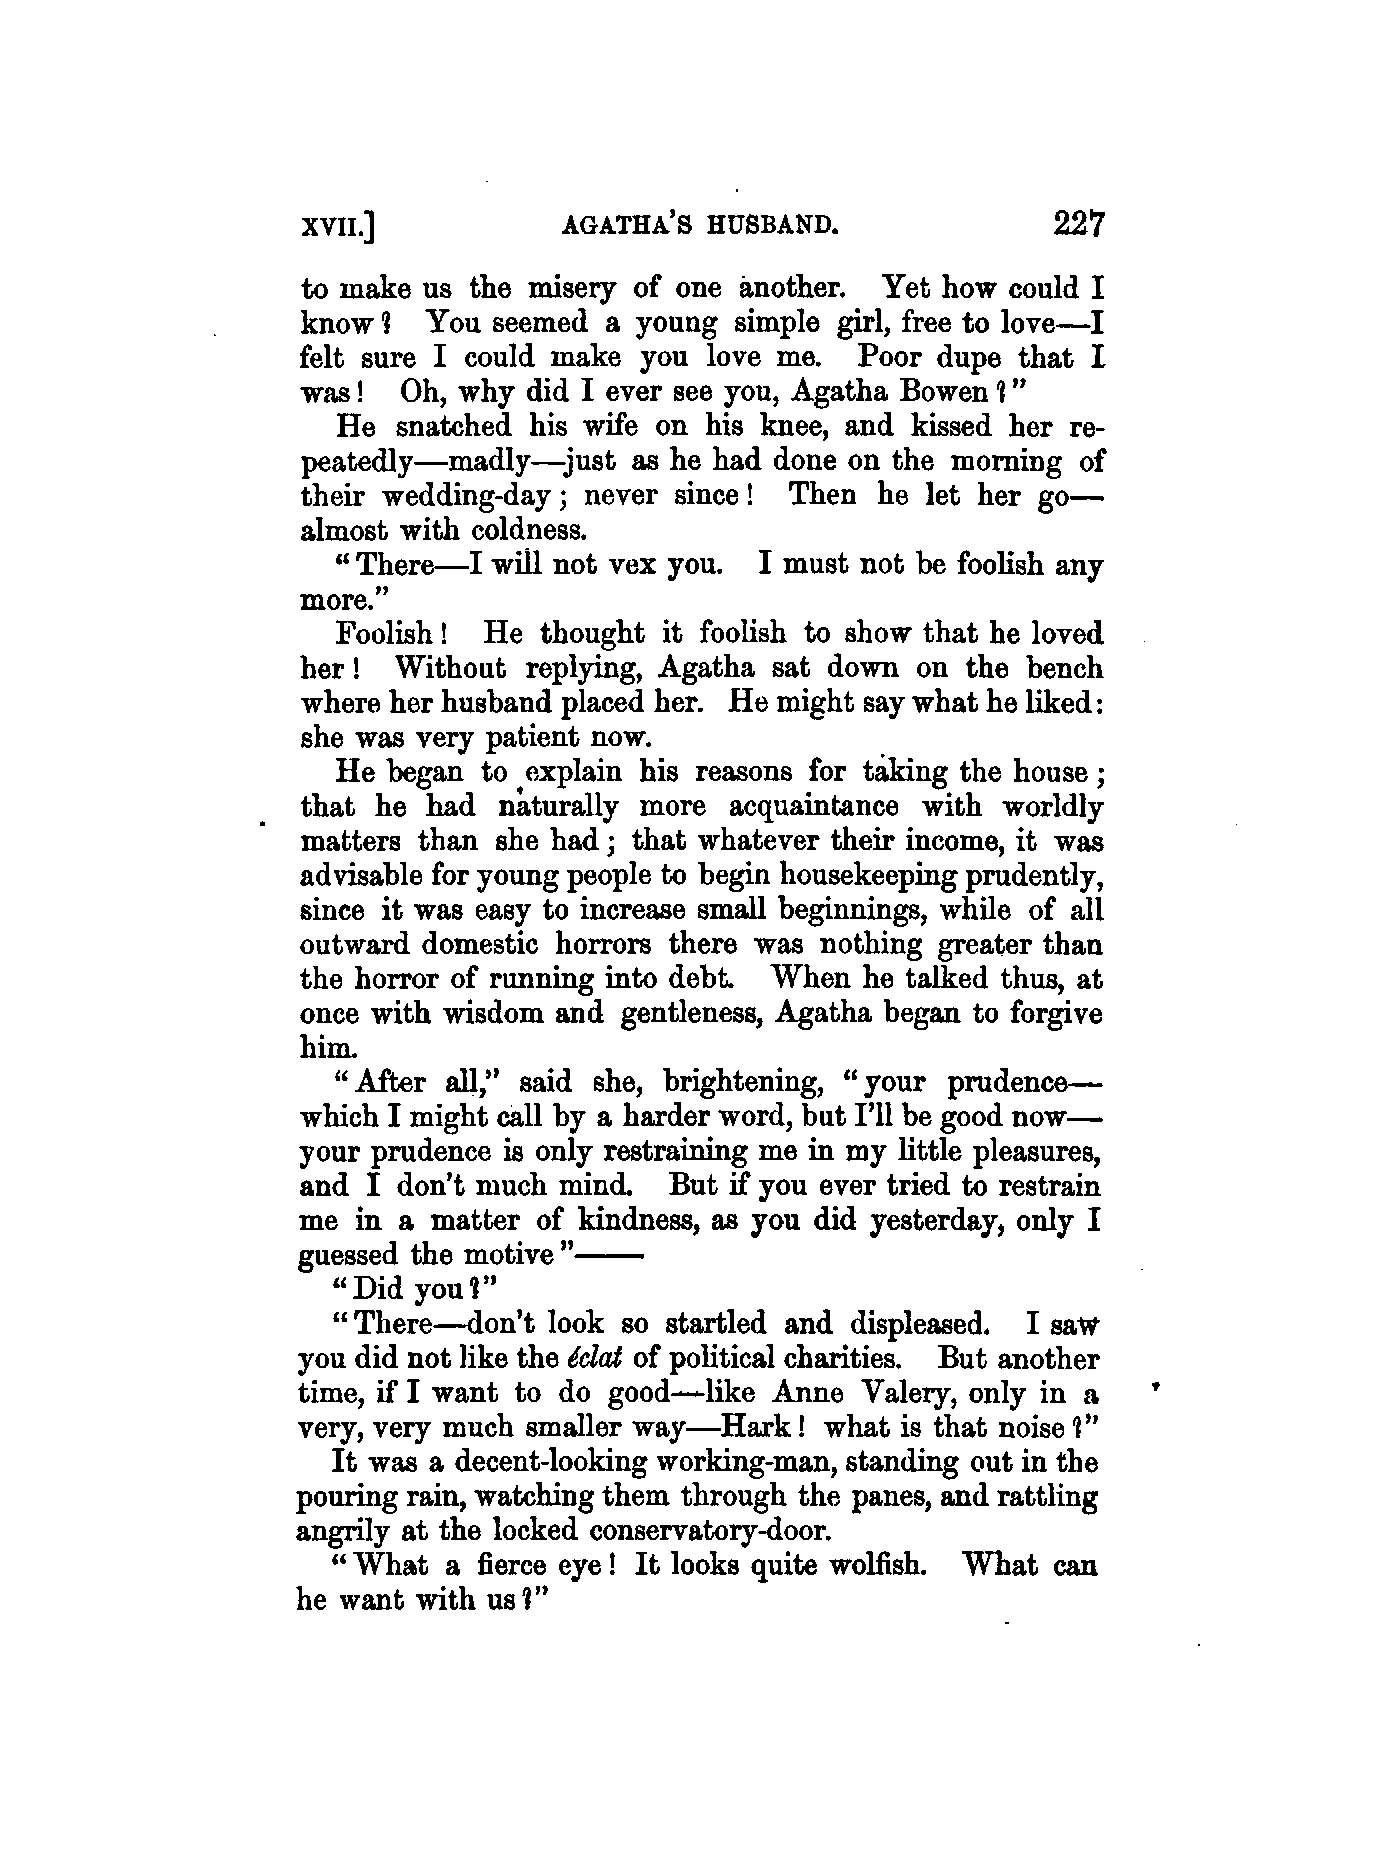 XVII.] AGATHA'S HUSBAND. 227
to make us the misery of one another. Yet how could I
know? You seemed a young simple girl, free to love—I
felt sure I could make you love me. Poor dupe that I
was! Oh, why did I ever see you, Agatha Bowen?"
He snatched his wife on his knee, and kissed her re-
peatedly—madly—just as he had done on the morning of
their wedding-day; never since! Then he let her go—
almost with coldness.
"There—I will not vex you. I must not be foolish any
more."
Foolish! He thought it foolish to show that he loved
her! Without replying, Agatha sat down on the bench
where her husband placed her. He might say what he liked:
she was very patient now.
He began to explain his reasons for taking the house;
that he had naturally more acquaintance with worldly
matters than she had; that whatever their income, it was
advisable for young people to begin housekeeping prudently,
since it was easy to increase small beginnings, while of all
outward domestic horrors there was nothing greater than
the horror of running into debt. When he talked thus, at
once with wisdom and gentleness, Agatha began to forgive
him.
"After all," said she, brightening, "your prudence—
which I might call by a harder word, but I'll be good now—
your prudence is only restraining me in my little pleasures,
and I don't much mind. But if you ever tried to restrain
me in a matter of kindness, as you did yesterday, only I
guessed the motive"——
"Did you?"
"There—don't look so startled and displeased. I saw
you did not like the éclat of political charities. But another
time, if I want to do good—like Anne Valery, only in a
very, very much smaller way—Hark! what is that noise?"
It was a decent-looking working-man, standing out in the
pouring rain, watching them through the panes, and rattling
angrily at the locked conservatory-door.
"What a fierce eye! It looks quite wolfish. What can
he want with us?"